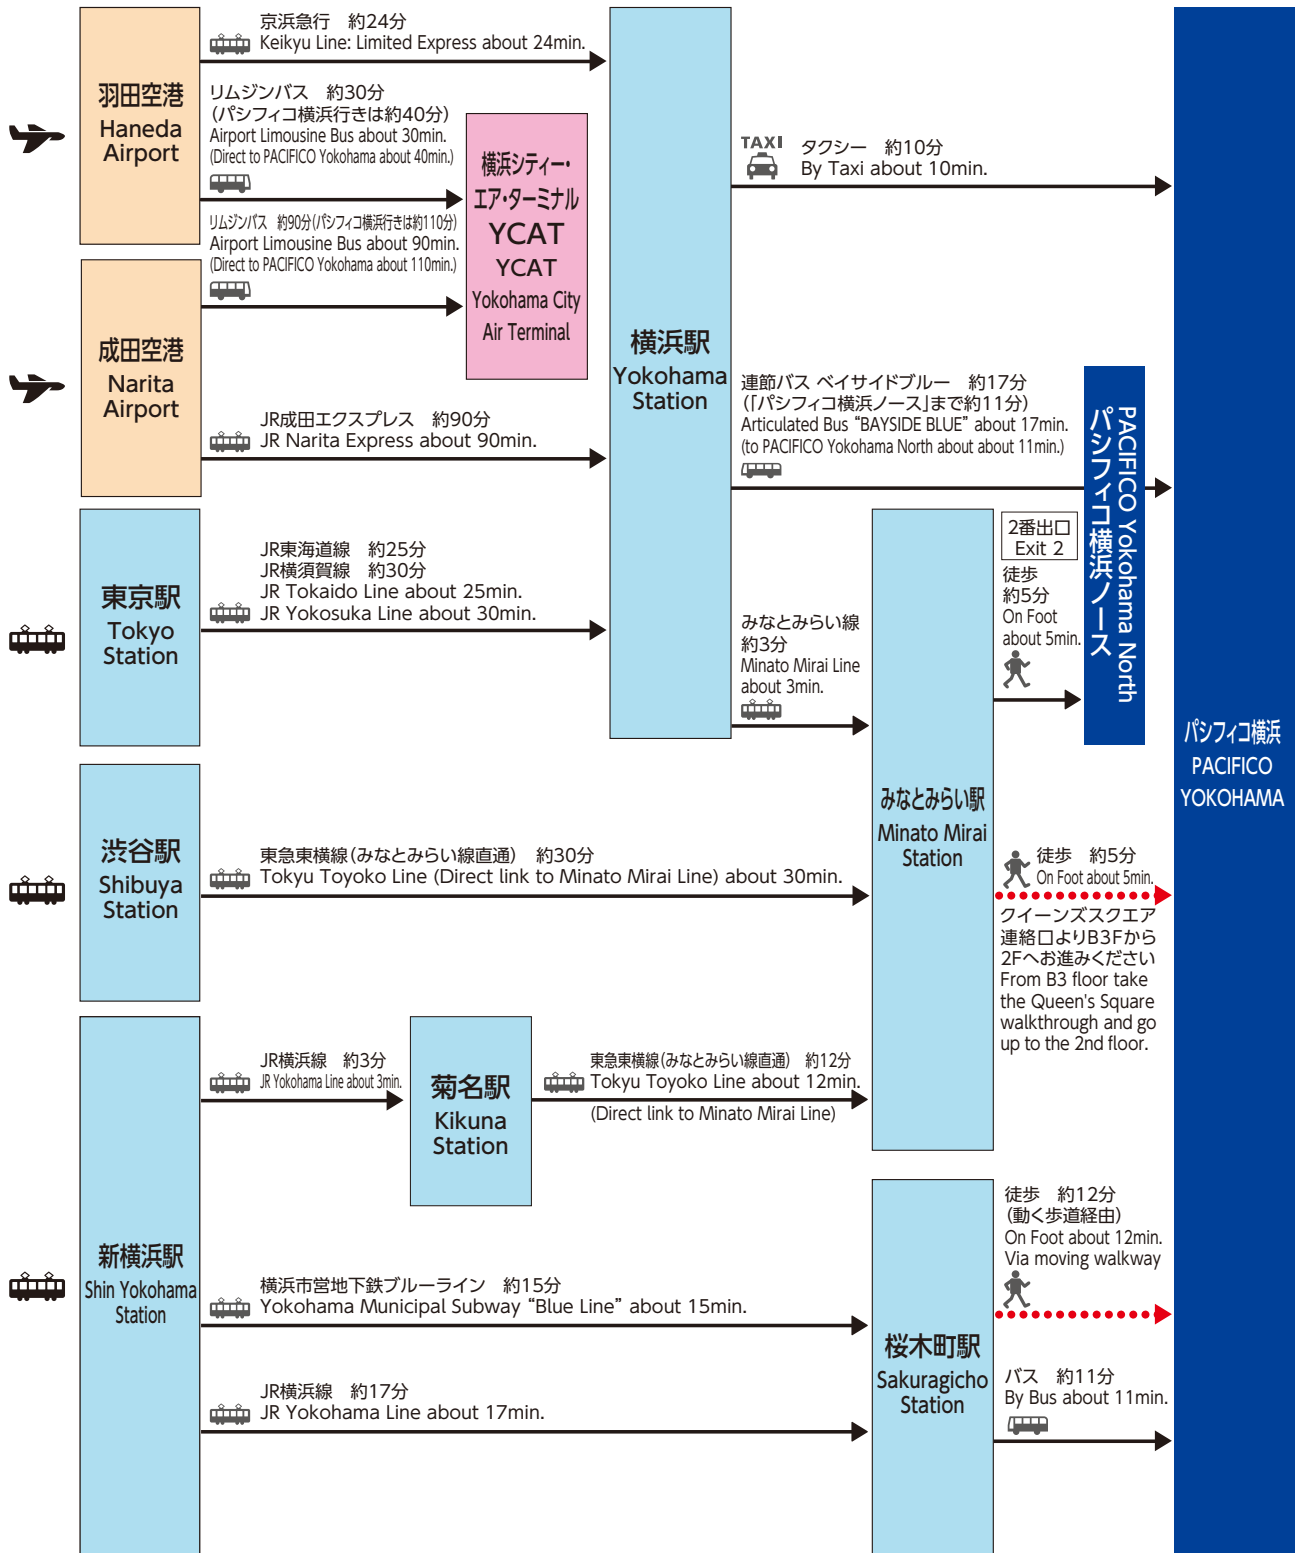 京浜急行 約24分
Keikyu Line: Limited Express about 24min.
羽田空港
Haneda
Airport
リムジンバス 約30分
（パシフィコ横浜行きは約40分）
Airport Limousine Bus about 30min.
(Direct to PACIFICO Yokohama about 40min.)
リムジンバス 約90分（パシフィコ横浜行きは約110分）
Airport Limousine Bus about 90min.
(Direct to PACIFICO Yokohama about 110min.)
横浜シティー・
エア・ターミナル
YCAT
YCAT
Yokohama City
Air Terminal
成田空港
Narita
Airport
JR成田エクスプレス 約90分
JR Narita Express about 90min.
横浜駅
Yokohama
Station
TAXI
タクシー 約10分
By Taxi about 10min.
連節バス ベイサイドブルー 約17分
（「パシフィコ横浜ノース」まで約11分）
Articulated Bus “BAYSIDE BLUE” about 17min.
(to PACIFICO Yokohama North about about 11min.)
PACIFICO Yokohama North
パシフィコ横浜ノース
東京駅
Tokyo
Station
JR東海道線 約25分
JR横須賀線 約30分
JR Tokaido Line about 25min.
JR Yokosuka Line about 30min.
みなとみらい線
約3分
Minato Mirai Line
about 3min.
2番出口
Exit 2
徒歩
約5分
On Foot
about 5min.
みなとみらい駅
Minato Mirai
Station
パシフィコ横浜
PACIFICO
YOKOHAMA
渋谷駅
Shibuya
Station
東急東横線（みなとみらい線直通） 約30分
Tokyu Toyoko Line (Direct link to Minato Mirai Line) about 30min.
徒歩 約5分
On Foot about 5min.
クイーンズスクエア
連絡口よりB3Fから
2Fへお進みください
From B3 floor take
the Queen's Square
walkthrough and go
up to the 2nd floor.
新横浜駅
Shin Yokohama
Station
JR横浜線 約3分
JR Yokohama Line about 3min.
菊名駅
Kikuna
Station
東急東横線（みなとみらい線直通） 約12分
Tokyu Toyoko Line about 12min.
(Direct link to Minato Mirai Line)
横浜市営地下鉄ブルーライン 約15分
Yokohama Municipal Subway “Blue Line” about 15min.
JR横浜線 約17分
JR Yokohama Line about 17min.
桜木町駅
Sakuragicho
Station
徒歩 約12分
（動く歩道経由）
On Foot about 12min.
Via moving walkway
バス 約11分
By Bus about 11min.